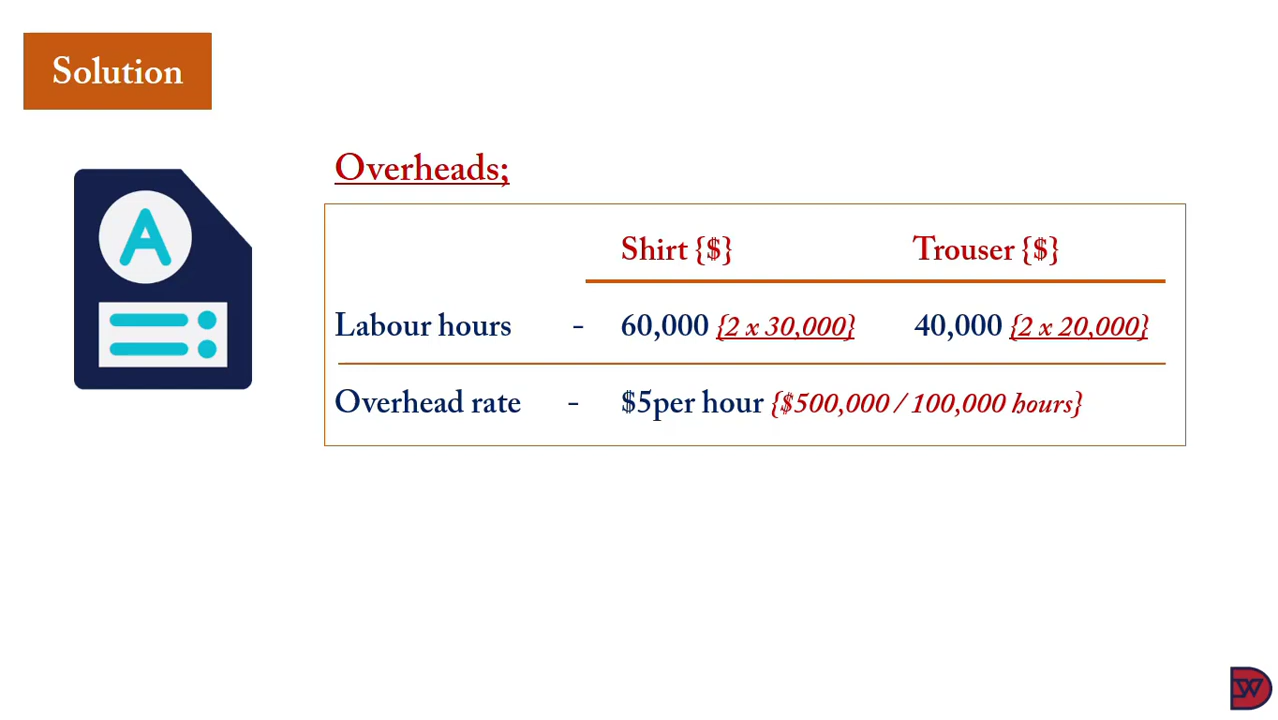 Solution
A
Overheads;
Shirt {$} Trouser {$}
Labour hours - 60,000 {2 x 30,000} 40,000 {2 x 20,000}
Overhead rate - $5per hour {$500,000 / 100,000 hours}
DW